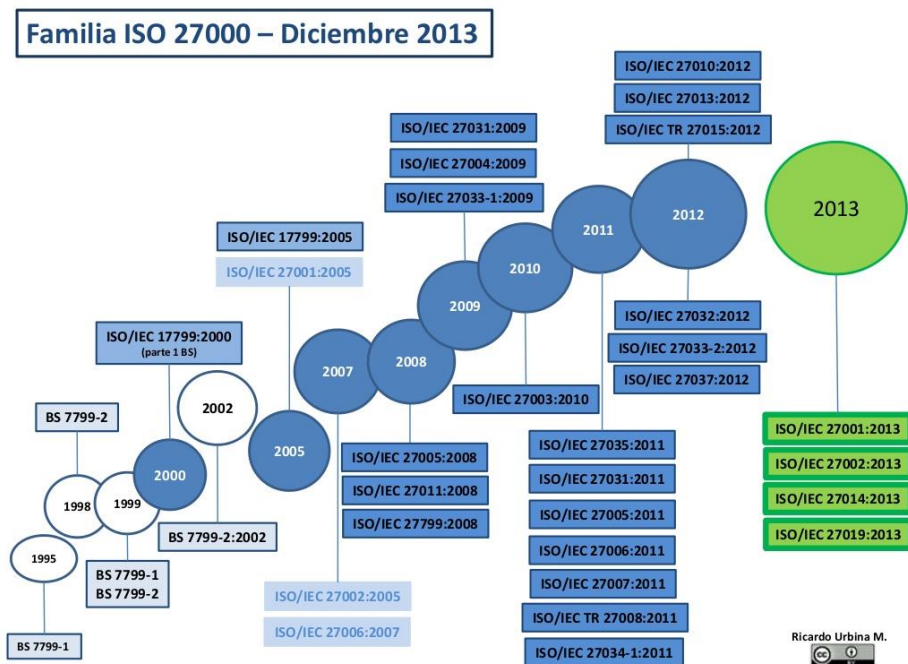 Familia ISO 27000 – Diciembre 2013
1995
BS 7799-1
1998
BS 7799-2
1999
BS 7799-1
BS 7799-2
2000
ISO/IEC 17799:2000
(parte 1 BS)
2002
BS 7799-2:2002
2005
ISO/IEC 17799:2005
ISO/IEC 27001:2005
2007
ISO/IEC 27002:2005
ISO/IEC 27006:2007
2008
ISO/IEC 27005:2008
ISO/IEC 27011:2008
ISO/IEC 27799:2008
2009
ISO/IEC 27031:2009
ISO/IEC 27004:2009
ISO/IEC 27033-1:2009
2010
ISO/IEC 27003:2010
2011
ISO/IEC 27035:2011
ISO/IEC 27031:2011
ISO/IEC 27005:2011
ISO/IEC 27006:2011
ISO/IEC 27007:2011
ISO/IEC TR 27008:2011
ISO/IEC 27034-1:2011
2012
ISO/IEC 27010:2012
ISO/IEC 27013:2012
ISO/IEC TR 27015:2012
ISO/IEC 27032:2012
ISO/IEC 27033-2:2012
ISO/IEC 27037:2012
2013
ISO/IEC 27001:2013
ISO/IEC 27002:2013
ISO/IEC 27014:2013
ISO/IEC 27019:2013
Ricardo Urbina M.
cc